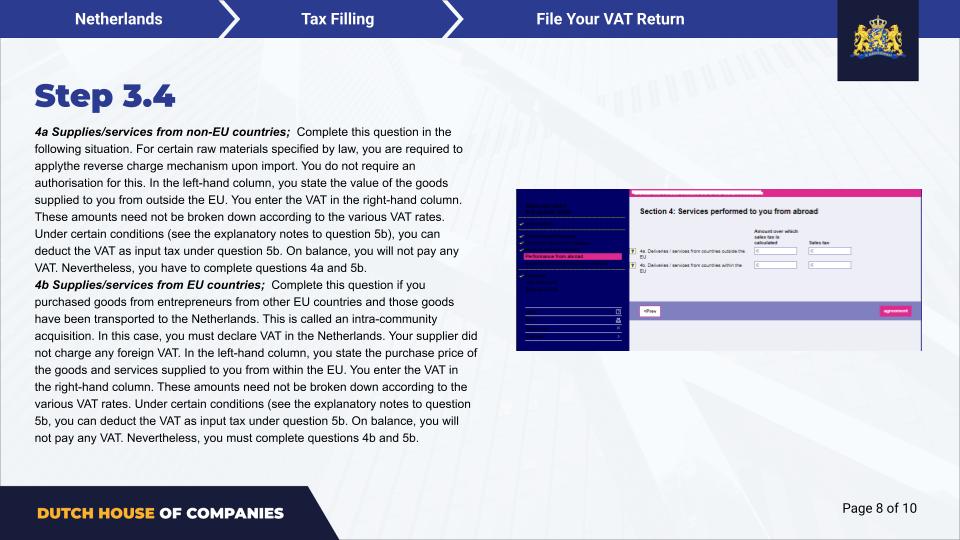 Netherlands
Tax Filling
File Your VAT Return
Step 3.4
4a Supplies/services from non-EU countries; Complete this question in the
following situation. For certain raw materials specified by law, you are required to
applythe reverse charge mechanism upon import. You do not require an
authorisation for this. In the left-hand column, you state the value of the goods
supplied to you from outside the EU. You enter the VAT in the right-hand column.
These amounts need not be broken down according to the various VAT rates.
Under certain conditions (see the explanatory notes to question 5b), you can
deduct the VAT as input tax under question 5b. On balance, you will not pay any
VAT. Nevertheless, you have to complete questions 4a and 5b.
4b Supplies/services from EU countries; Complete this question if you
purchased goods from entrepreneurs from other EU countries and those goods
have been transported to the Netherlands. This is called an intra-community
acquisition. In this case, you must declare VAT in the Netherlands. Your supplier did
not charge any foreign VAT. In the left-hand column, you state the purchase price of
the goods and services supplied to you from within the EU. You enter the VAT in
the right-hand column. These amounts need not be broken down according to the
various VAT rates. Under certain conditions (see the explanatory notes to question
5b, you can deduct the VAT as input tax under question 5b. On balance, you will
not pay any VAT. Nevertheless, you must complete questions 4b and 5b.
Performance from abroad
Section 4: Services performed to you from abroad
Amount over which
sales tax is
calculated
Sales tax
4a. Deliveries / services from countries outside the
EU
€
€
4b. Deliveries / services from countries within the
EU
€
€
<Prev
agreement
DUTCH HOUSE OF COMPANIES
Page 8 of 10